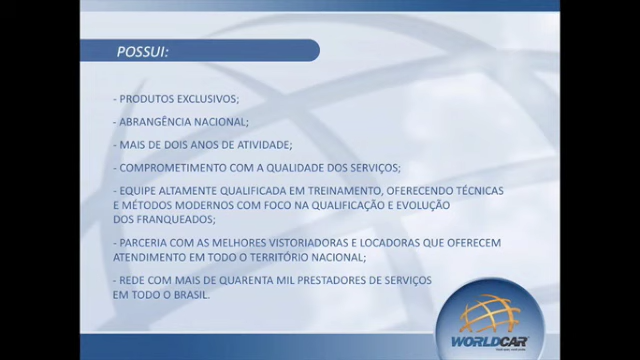 POSSUI:
- PRODUTOS EXCLUSIVOS;
- ABRANGÊNCIA NACIONAL;
- MAIS DE DOIS ANOS DE ATIVIDADE;
- COMPROMETIMENTO COM A QUALIDADE DOS SERVIÇOS;
- EQUIPE ALTAMENTE QUALIFICADA EM TREINAMENTO, OFERECENDO TÉCNICAS
E MÉTODOS MODERNOS COM FOCO NA QUALIFICAÇÃO E EVOLUÇÃO
DOS FRANQUEADOS;
- PARCERIA COM AS MELHORES VISTORIADORAS E LOCADORAS QUE OFERECEM
ATENDIMENTO EM TODO O TERRITÓRIO NACIONAL;
- REDE COM MAIS DE QUARENTA MIL PRESTADORES DE SERVIÇOS
EM TODO O BRASIL.
WORLDCAR